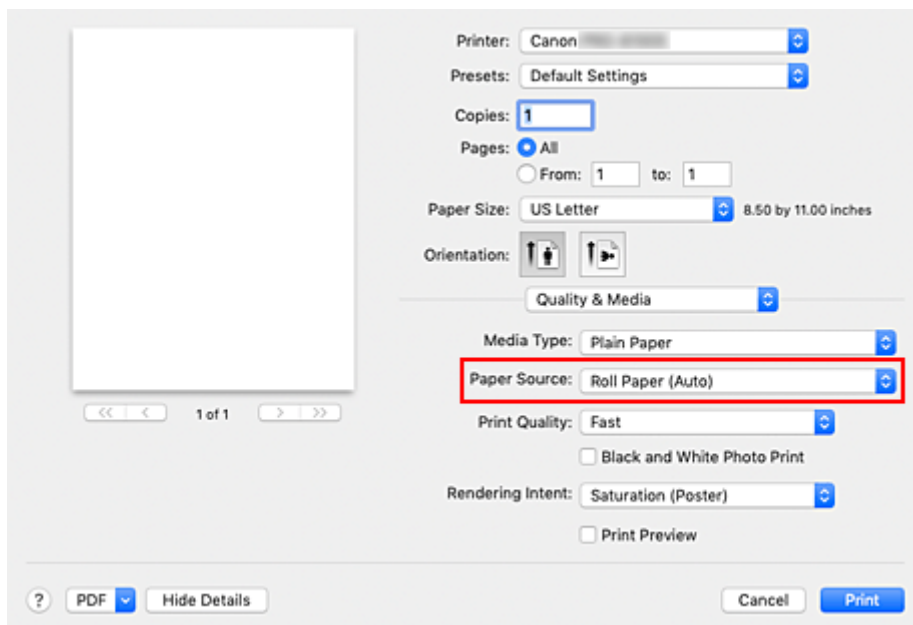 Printer: Canon
Presets: Default Settings
Copies: 1
Pages: All
From: 1 to: 1
Paper Size: US Letter 8.50 by 11.00 inches
Orientation:
Quality & Media
Media Type: Plain Paper
Paper Source: Roll Paper (Auto)
<< < 1 of 1 > >>
Print Quality: Fast
Black and White Photo Print
Rendering Intent: Saturation (Poster)
Print Preview
? PDF Hide Details Cancel Print